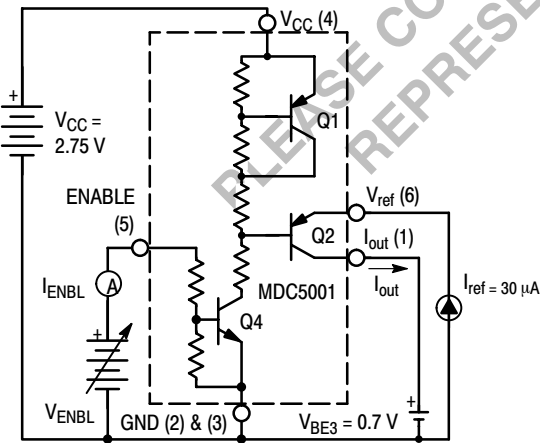 V_CC (4)
PLEASE CO
REPRESE
+
V_CC =
2.75 V
Q1
ENABLE
(5)
V_ref (6)
Q2
I_out (1)
I_out
MDC5001
I_ref = 30 μA
I_ENBL
A
Q4
+
V_ENBL
GND (2) & (3)
V_BE3 = 0.7 V
+